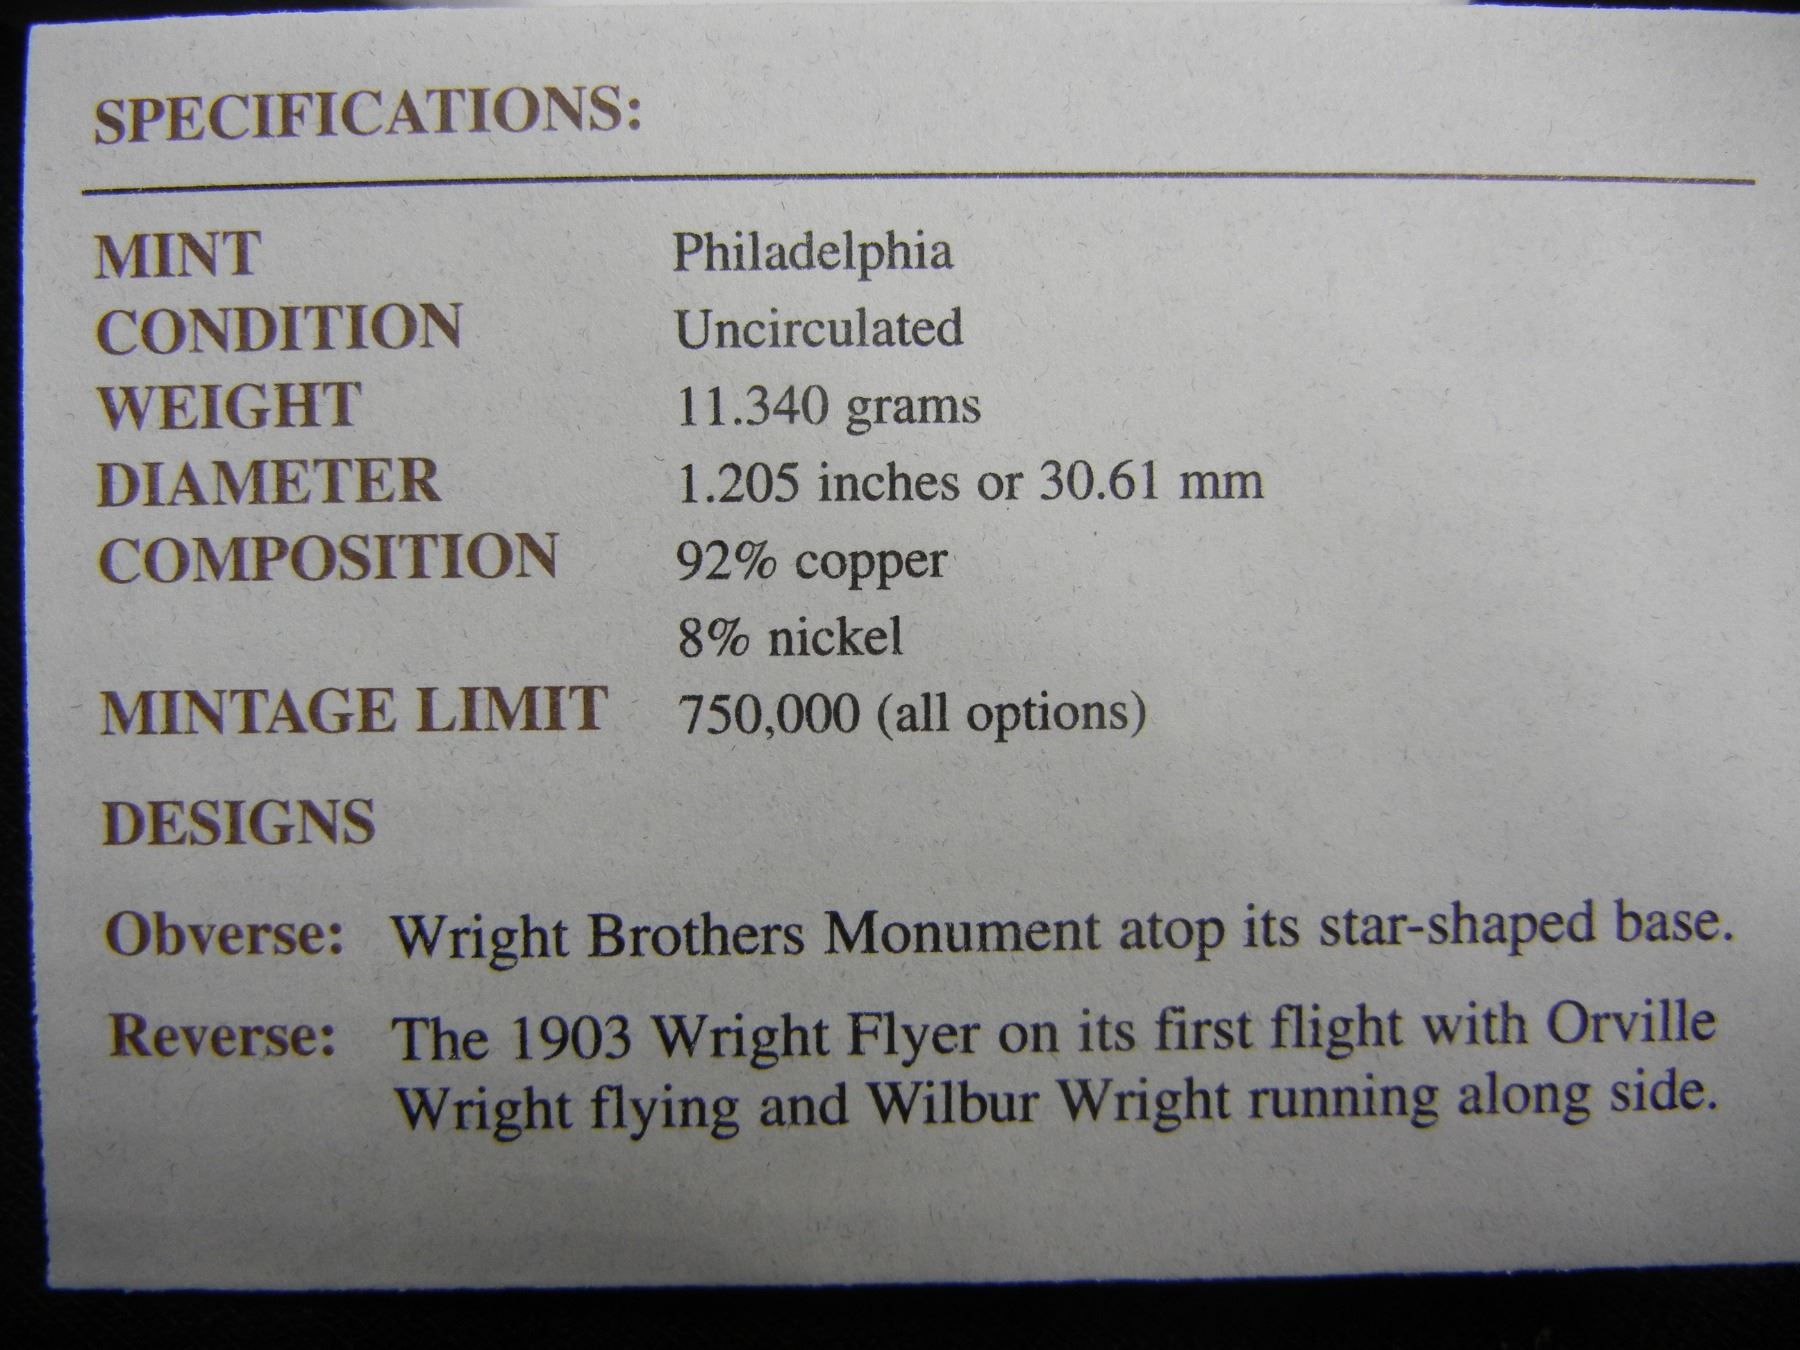 SPECIFICATIONS:
MINT Philadelphia
CONDITION Uncirculated
WEIGHT 11.340 grams
DIAMETER 1.205 inches or 30.61 mm
COMPOSITION 92% copper
8% nickel
MINTAGE LIMIT 750,000 (all options)
DESIGNS
Obverse: Wright Brothers Monument atop its star-shaped base.
Reverse: The 1903 Wright Flyer on its first flight with Orville
Wright flying and Wilbur Wright running along side.